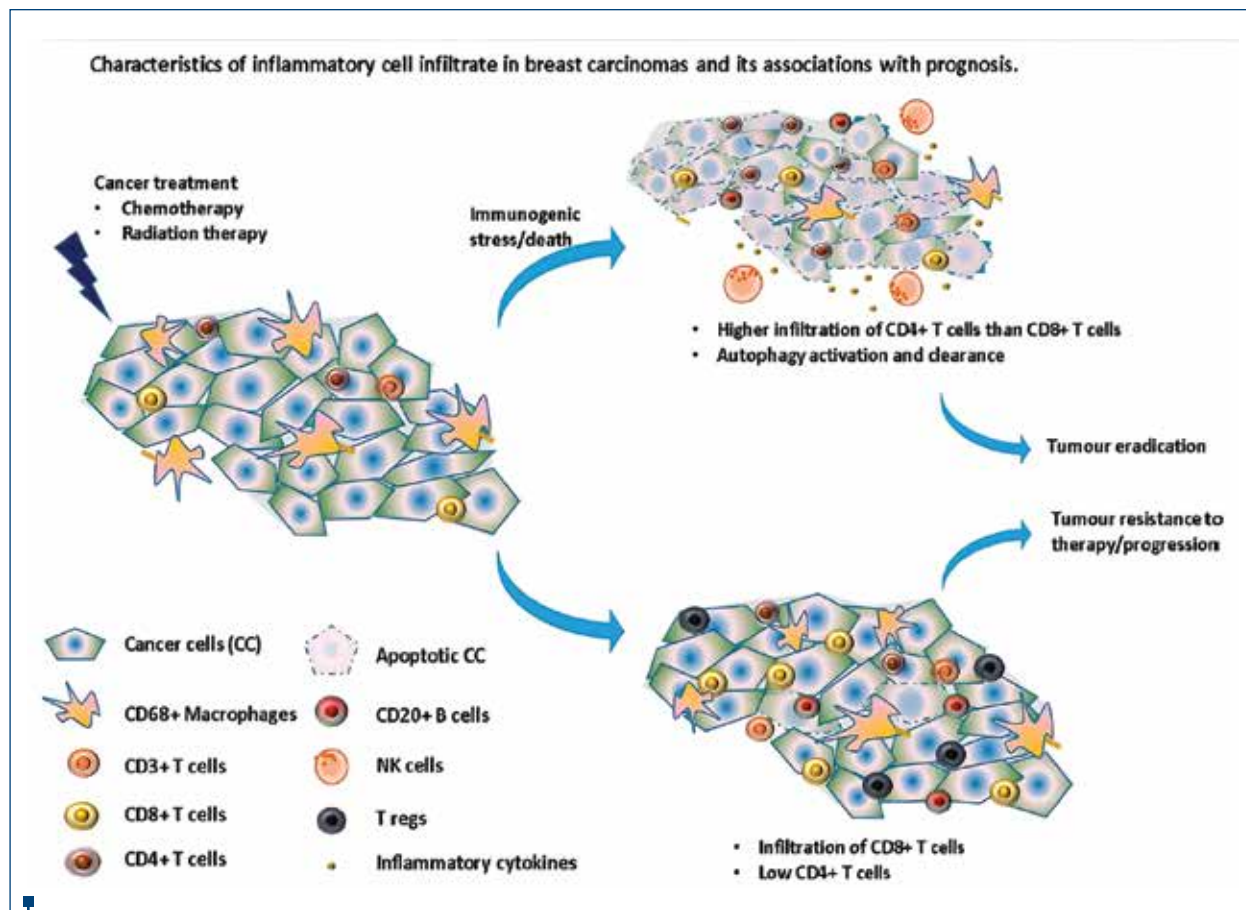 Characteristics of inflammatory cell infiltrate in breast carcinomas and its associations with prognosis.
Cancer treatment
• Chemotherapy
• Radiation therapy
Immunogenic
stress/death
• Higher infiltration of CD4+ T cells than CD8+ T cells
• Autophagy activation and clearance
Tumour eradication
Tumour resistance to
therapy/progression
Cancer cells (CC)
Apoptotic CC
CD68+ Macrophages
CD20+ B cells
CD3+ T cells
NK cells
CD8+ T cells
T regs
CD4+ T cells
Inflammatory cytokines
• Infiltration of CD8+ T cells
• Low CD4+ T cells